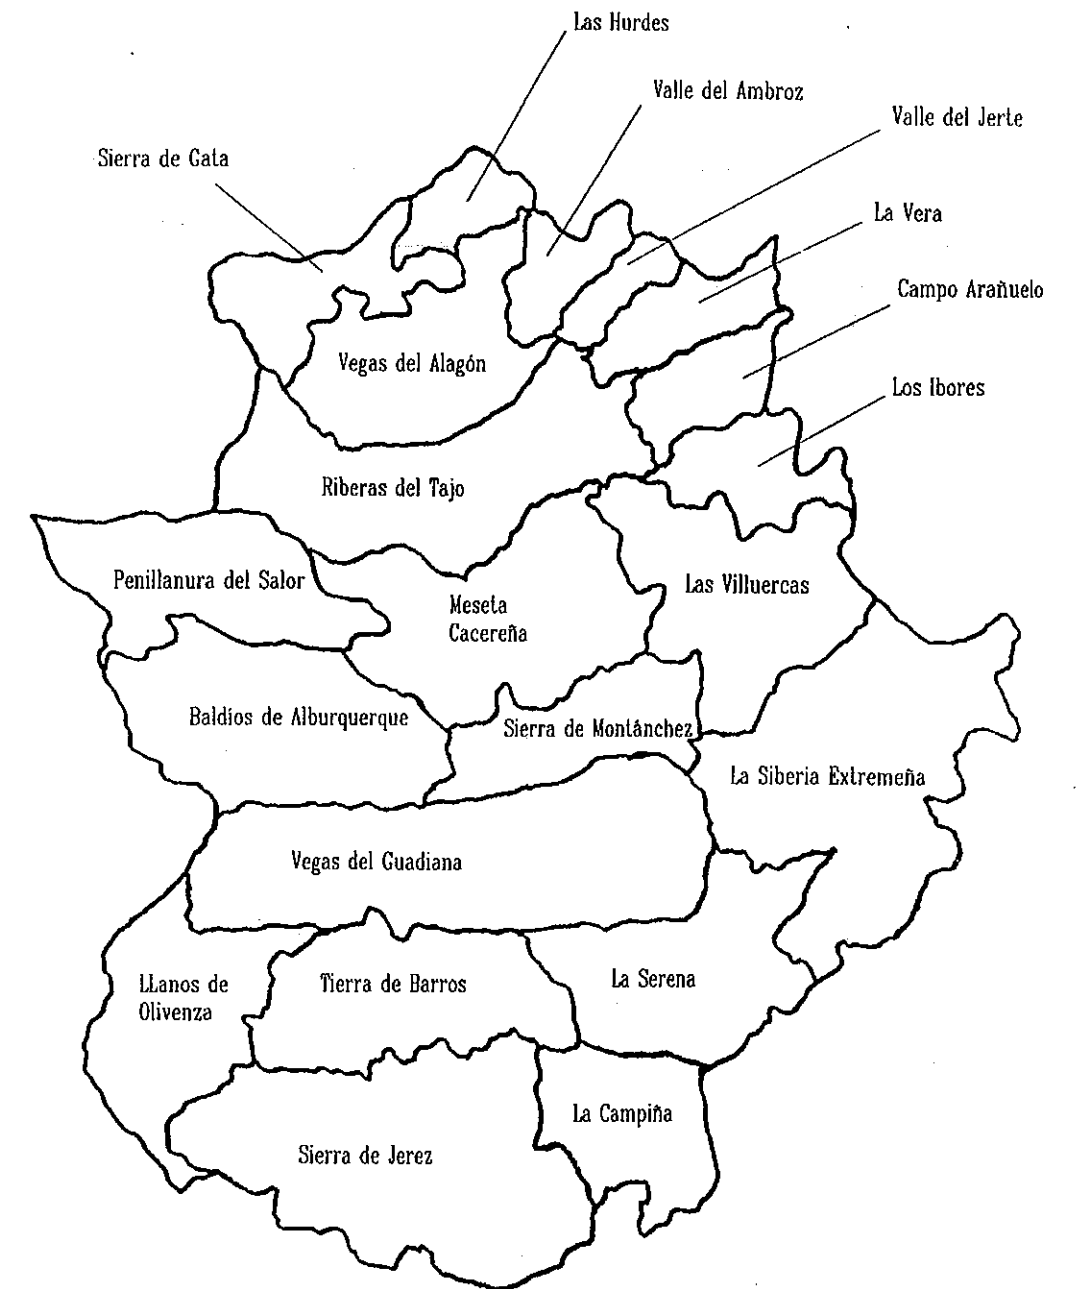 Las Hurdes
Valle del Ambroz
Valle del Jerte
Sierra de Gata
La Vera
Campo Arañuelo
Vegas del Alagón
Los Ibores
Riberas del Tajo
Penillanura del Salor
Las Villuercas
Meseta
Cacereña
Baldíos de Alburquerque
Sierra de Montánchez
La Siberia Extremeña
Vegas del Guadiana
LLanos de
Olivenza
Tierra de Barros
La Serena
La Campiña
Sierra de Jerez